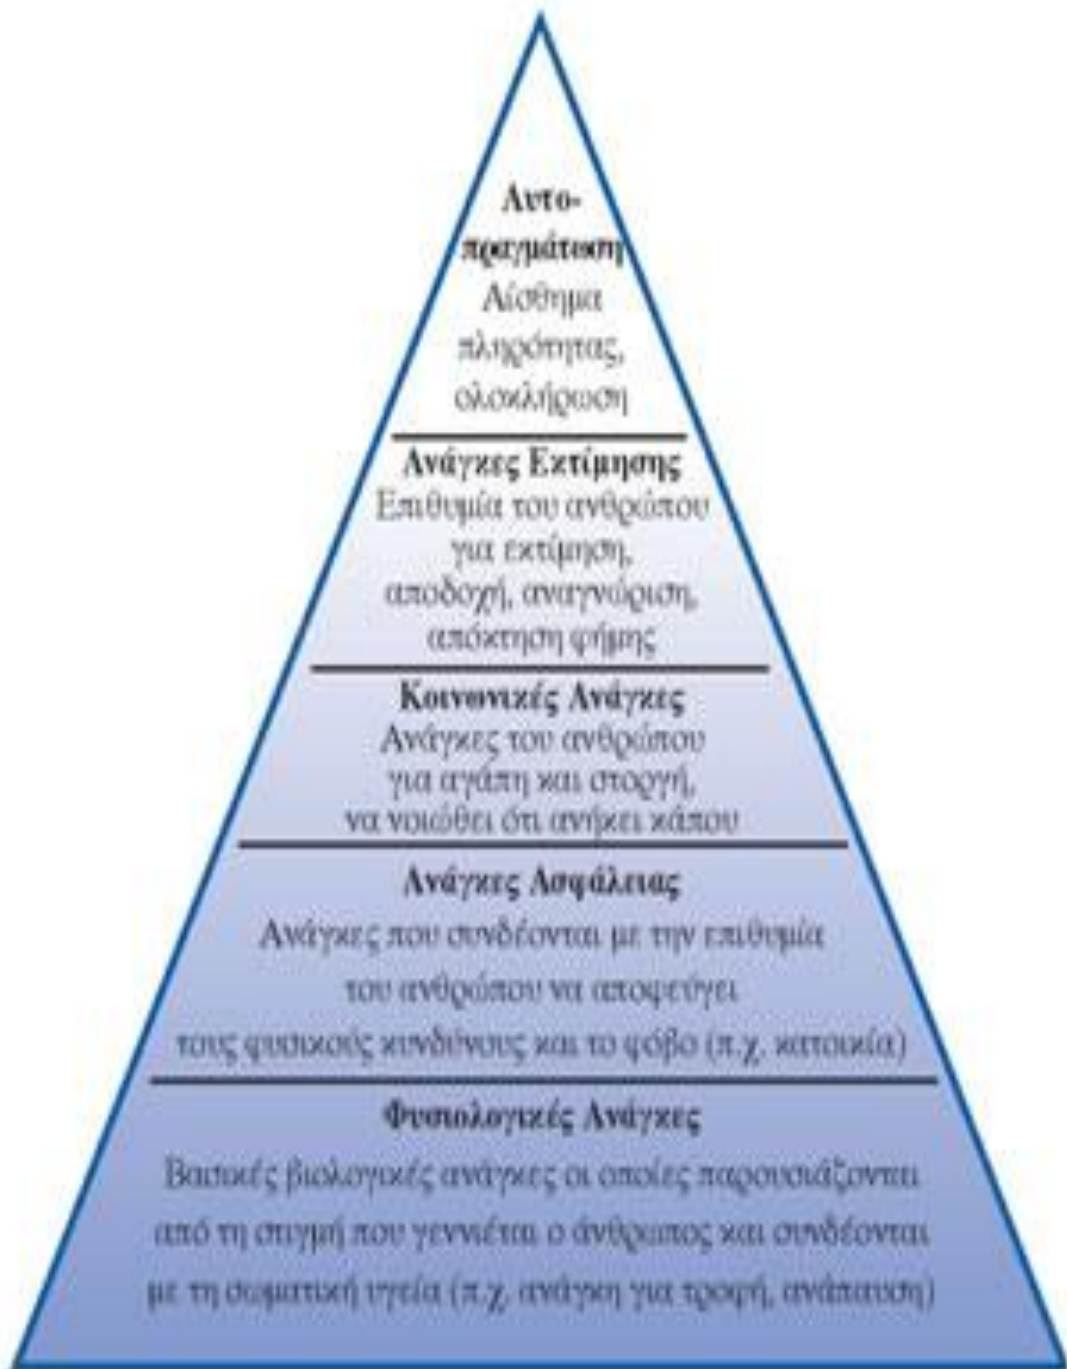 Αυτο-
πραγμάτωση
Αίσθημα
πληρότητας,
ολοκλήρωση
Ανάγκες Εκτίμησης
Επιθυμία του ανθρώπου
για εκτίμηση,
αποδοχή, αναγνώριση,
απόκτηση φήμης
Κοινωνικές Ανάγκες
Ανάγκες του ανθρώπου
για αγάπη και στοργή,
να νοιώθει ότι ανήκει κάπου
Ανάγκες Ασφάλειας
Ανάγκες που συνδέονται με την επιθυμία
του ανθρώπου να αποφεύγει
τους φυσικούς κινδύνους και το φόβο (π.χ. κατοικία)
Φυσιολογικές Ανάγκες
Βασικές βιολογικές ανάγκες οι οποίες παρουσιάζονται
από τη στιγμή που γεννιέται ο άνθρωπος και συνδέονται
με τη σωματική υγεία (π.χ. ανάγκη για τροφή, ανάπαυση)